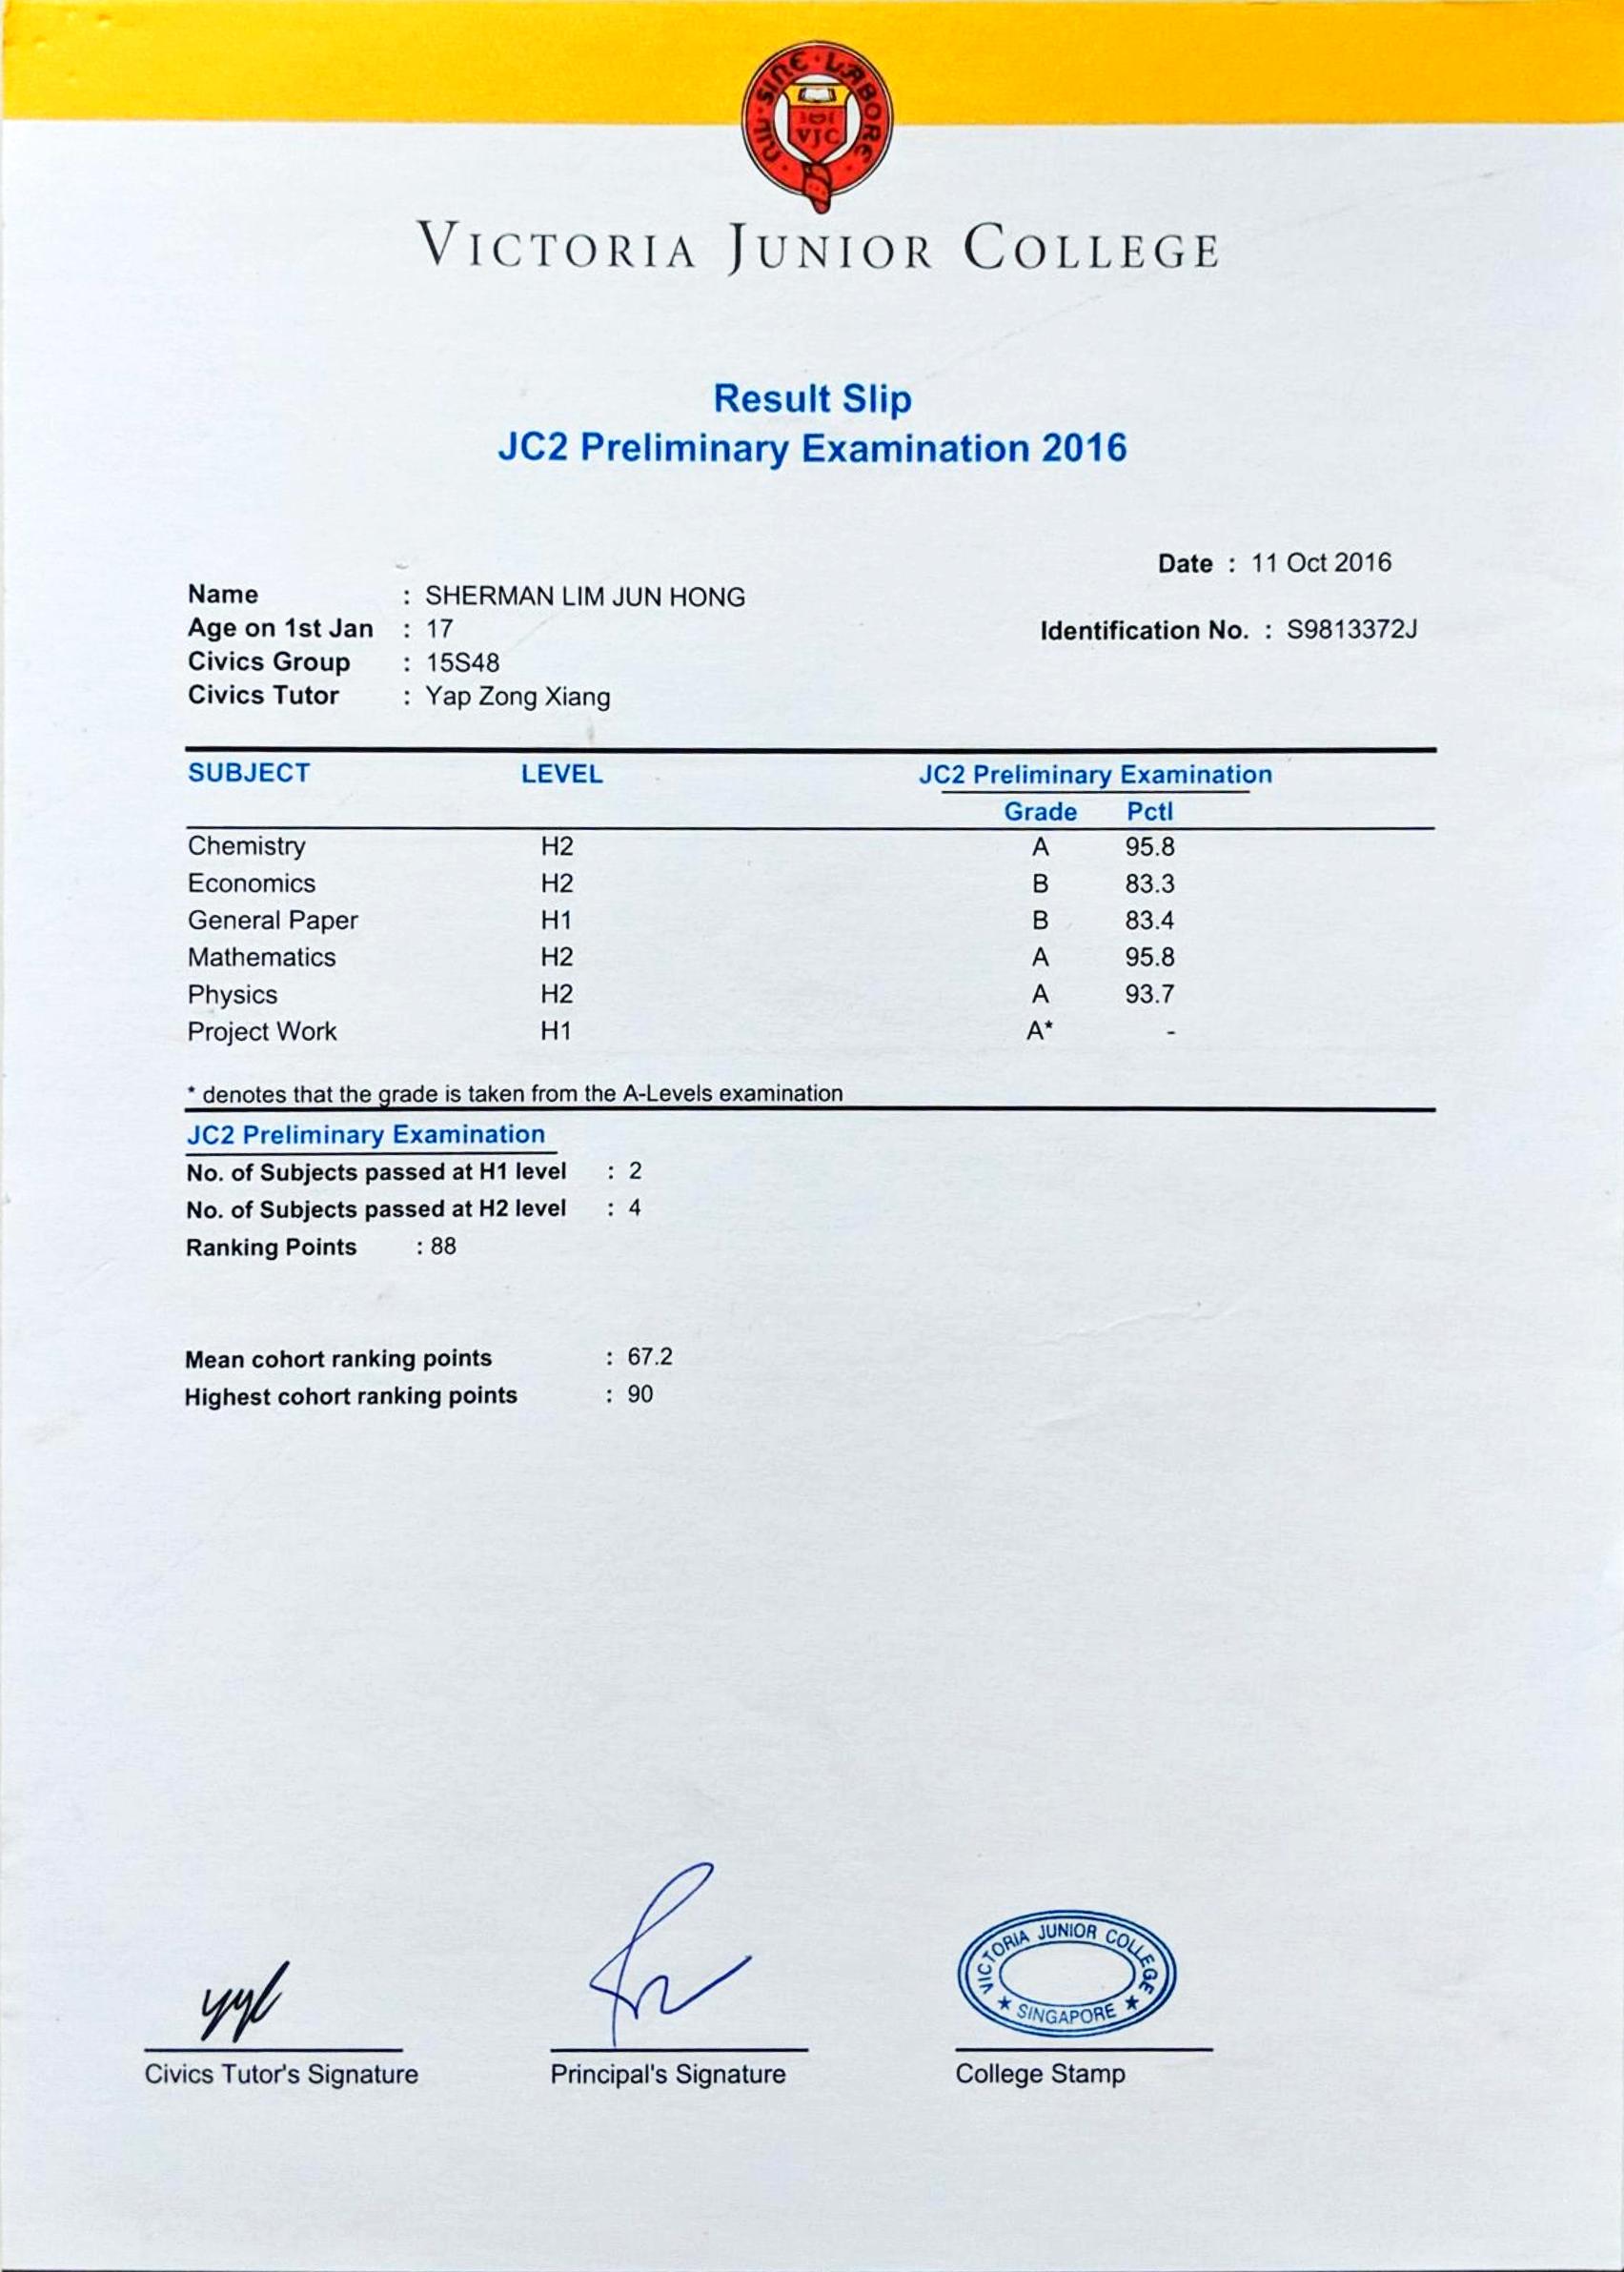 NIL · SINE · LABORE ·
VJC
VICTORIA JUNIOR COLLEGE
Result Slip
JC2 Preliminary Examination 2016
Date : 11 Oct 2016
Name : SHERMAN LIM JUN HONG
Age on 1st Jan : 17
Identification No. : S9813372J
Civics Group : 15S48
Civics Tutor : Yap Zong Xiang
SUBJECT LEVEL JC2 Preliminary Examination
Grade Pctl
Chemistry H2 A 95.8
Economics H2 B 83.3
General Paper H1 B 83.4
Mathematics H2 A 95.8
Physics H2 A 93.7
Project Work H1 A* -
* denotes that the grade is taken from the A-Levels examination
JC2 Preliminary Examination
No. of Subjects passed at H1 level : 2
No. of Subjects passed at H2 level : 4
Ranking Points : 88
Mean cohort ranking points : 67.2
Highest cohort ranking points : 90
VICTORIA JUNIOR COLLEGE
★ SINGAPORE ★
Civics Tutor's Signature Principal's Signature College Stamp